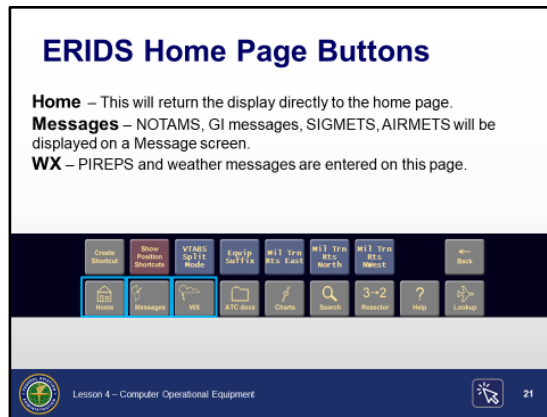 ERIDS Home Page Buttons
Home – This will return the display directly to the home page.
Messages – NOTAMS, GI messages, SIGMETS, AIRMETS will be
displayed on a Message screen.
WX – PIREPS and weather messages are entered on this page.
Create Shortcut
Show Position Shortcuts
VTABS Split Mode
Equip Suffix
Mil Trn Rts East
Mil Trn Rts North
Mil Trn Rts NWest
Back
Home
Messages
WX
ATC docs
Charts
Search
3→2 Resector
? Help
Lookup
Lesson 4 – Computer Operational Equipment
21